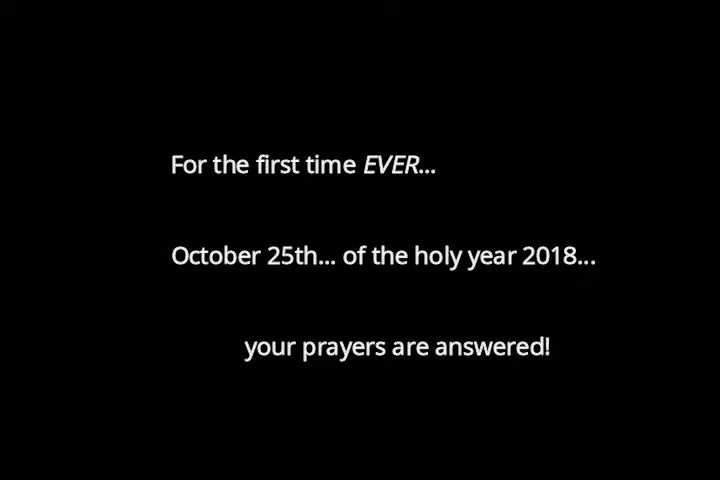 For the first time EVER...
October 25th... of the holy year 2018...
your prayers are answered!